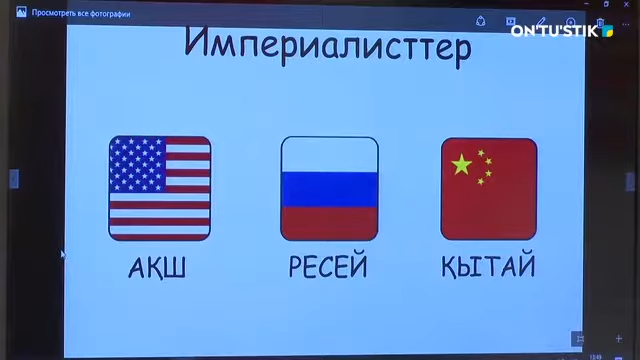 Просмотреть все фотографии
ON'TU'STIK
Империалисттер
АҚШ
РЕСЕЙ
ҚЫТАЙ